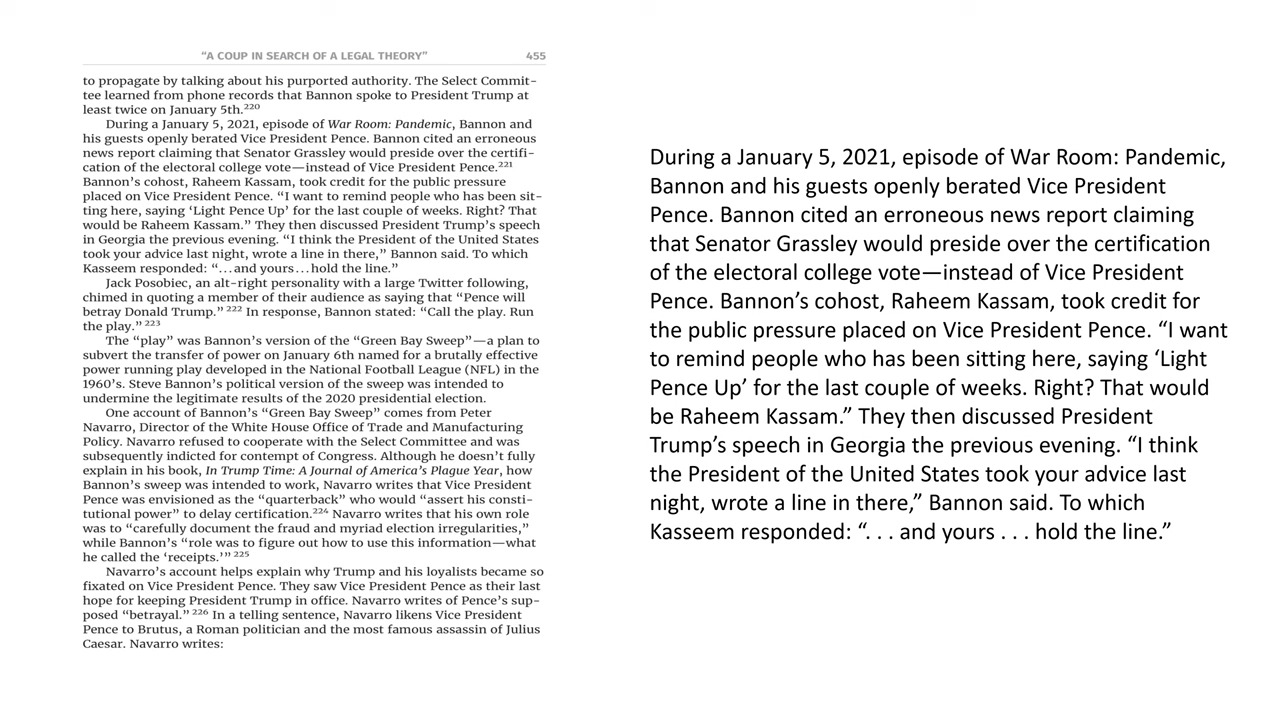 “A COUP IN SEARCH OF A LEGAL THEORY” 455
to propagate by talking about his purported authority. The Select Commit-
tee learned from phone records that Bannon spoke to President Trump at
least twice on January 5th.²²⁰
During a January 5, 2021, episode of War Room: Pandemic, Bannon and
his guests openly berated Vice President Pence. Bannon cited an erroneous
news report claiming that Senator Grassley would preside over the certifi-
cation of the electoral college vote—instead of Vice President Pence.²²¹
Bannon’s cohost, Raheem Kassam, took credit for the public pressure
placed on Vice President Pence. “I want to remind people who has been sit-
ting here, saying ‘Light Pence Up’ for the last couple of weeks. Right? That
would be Raheem Kassam.” They then discussed President Trump’s speech
in Georgia the previous evening. “I think the President of the United States
took your advice last night, wrote a line in there,” Bannon said. To which
Kasseem responded: “. . . and yours . . . hold the line.”
Jack Posobiec, an alt-right personality with a large Twitter following,
chimed in quoting a member of their audience as saying that “Pence will
betray Donald Trump.” ²²² In response, Bannon stated: “Call the play. Run
the play.” ²²³
The “play” was Bannon’s version of the “Green Bay Sweep”—a plan to
subvert the transfer of power on January 6th named for a brutally effective
power running play developed in the National Football League (NFL) in the
1960’s. Steve Bannon’s political version of the sweep was intended to
undermine the legitimate results of the 2020 presidential election.
One account of Bannon’s “Green Bay Sweep” comes from Peter
Navarro, Director of the White House Office of Trade and Manufacturing
Policy. Navarro refused to cooperate with the Select Committee and was
subsequently indicted for contempt of Congress. Although he doesn’t fully
explain in his book, In Trump Time: A Journal of America’s Plague Year, how
Bannon’s sweep was intended to work, Navarro writes that Vice President
Pence was envisioned as the “quarterback” who would “assert his consti-
tutional power” to delay certification.²²⁴ Navarro writes that his own role
was to “carefully document the fraud and myriad election irregularities,”
while Bannon’s “role was to figure out how to use this information—what
he called the ‘receipts.’” ²²⁵
Navarro’s account helps explain why Trump and his loyalists became so
fixated on Vice President Pence. They saw Vice President Pence as their last
hope for keeping President Trump in office. Navarro writes of Pence’s sup-
posed “betrayal.” ²²⁶ In a telling sentence, Navarro likens Vice President
Pence to Brutus, a Roman politician and the most famous assassin of Julius
Caesar. Navarro writes:
During a January 5, 2021, episode of War Room: Pandemic,
Bannon and his guests openly berated Vice President
Pence. Bannon cited an erroneous news report claiming
that Senator Grassley would preside over the certification
of the electoral college vote—instead of Vice President
Pence. Bannon’s cohost, Raheem Kassam, took credit for
the public pressure placed on Vice President Pence. “I want
to remind people who has been sitting here, saying ‘Light
Pence Up’ for the last couple of weeks. Right? That would
be Raheem Kassam.” They then discussed President
Trump’s speech in Georgia the previous evening. “I think
the President of the United States took your advice last
night, wrote a line in there,” Bannon said. To which
Kasseem responded: “. . . and yours . . . hold the line.”